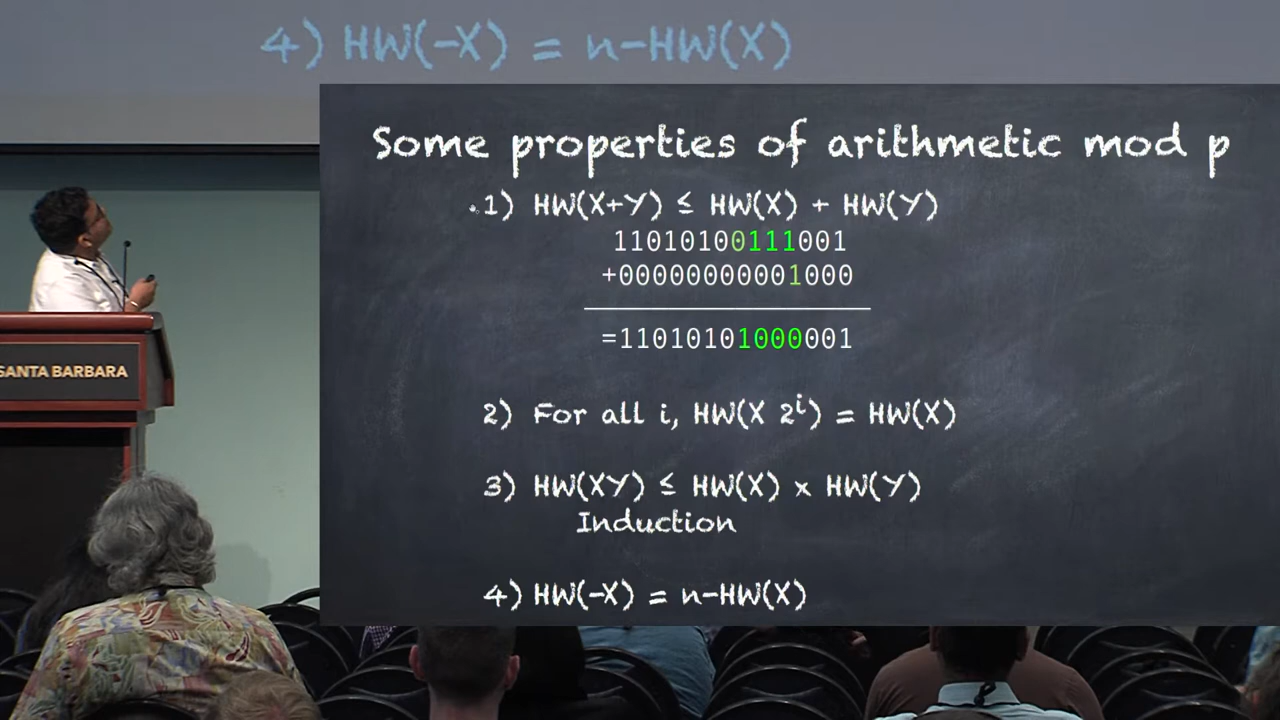 4) HW(-X) = n-HW(X)
Some properties of arithmetic mod p
1) HW(X+Y) ≤ HW(X) + HW(Y)
11010100111001
+00000000001000
=11010101000001
2) For all i, HW(X 2ⁱ) = HW(X)
3) HW(XY) ≤ HW(X) x HW(Y)
Induction
4) HW(-X) = n-HW(X)
SANTA BARBARA